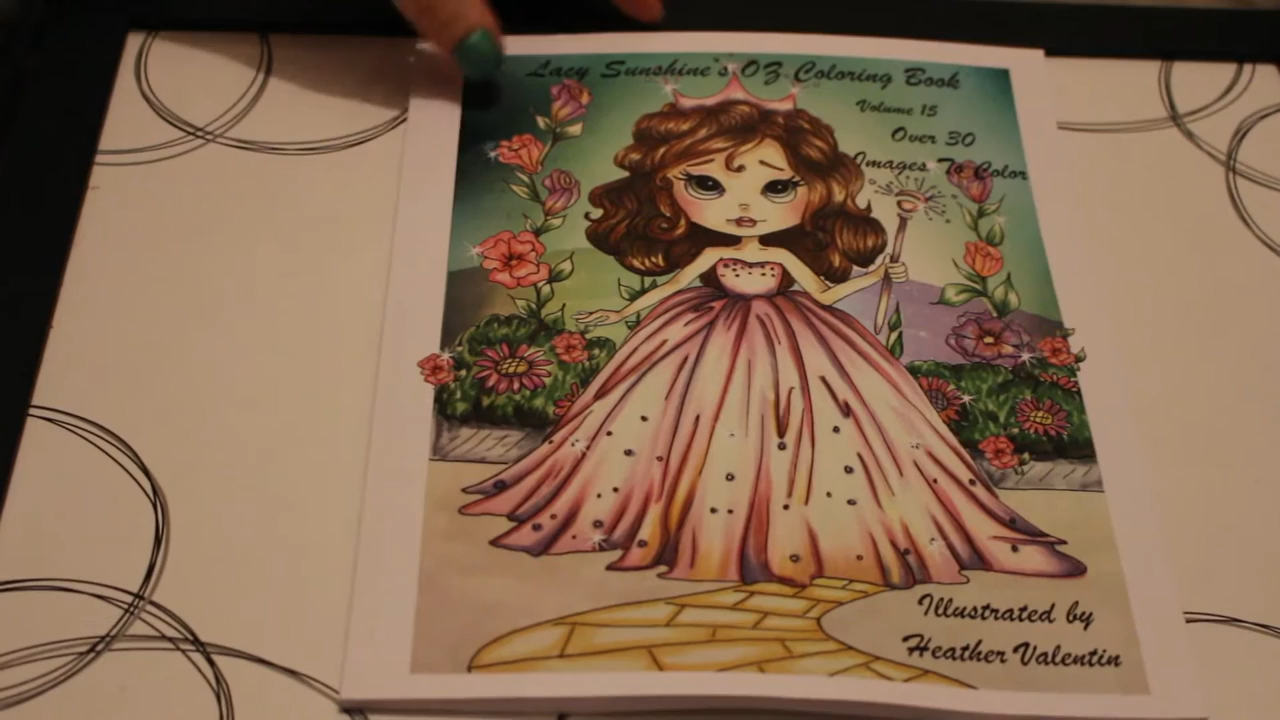 Lacy Sunshine's OZ Coloring Book
Volume 15
Over 30
Images To Color
Illustrated by
Heather Valentin